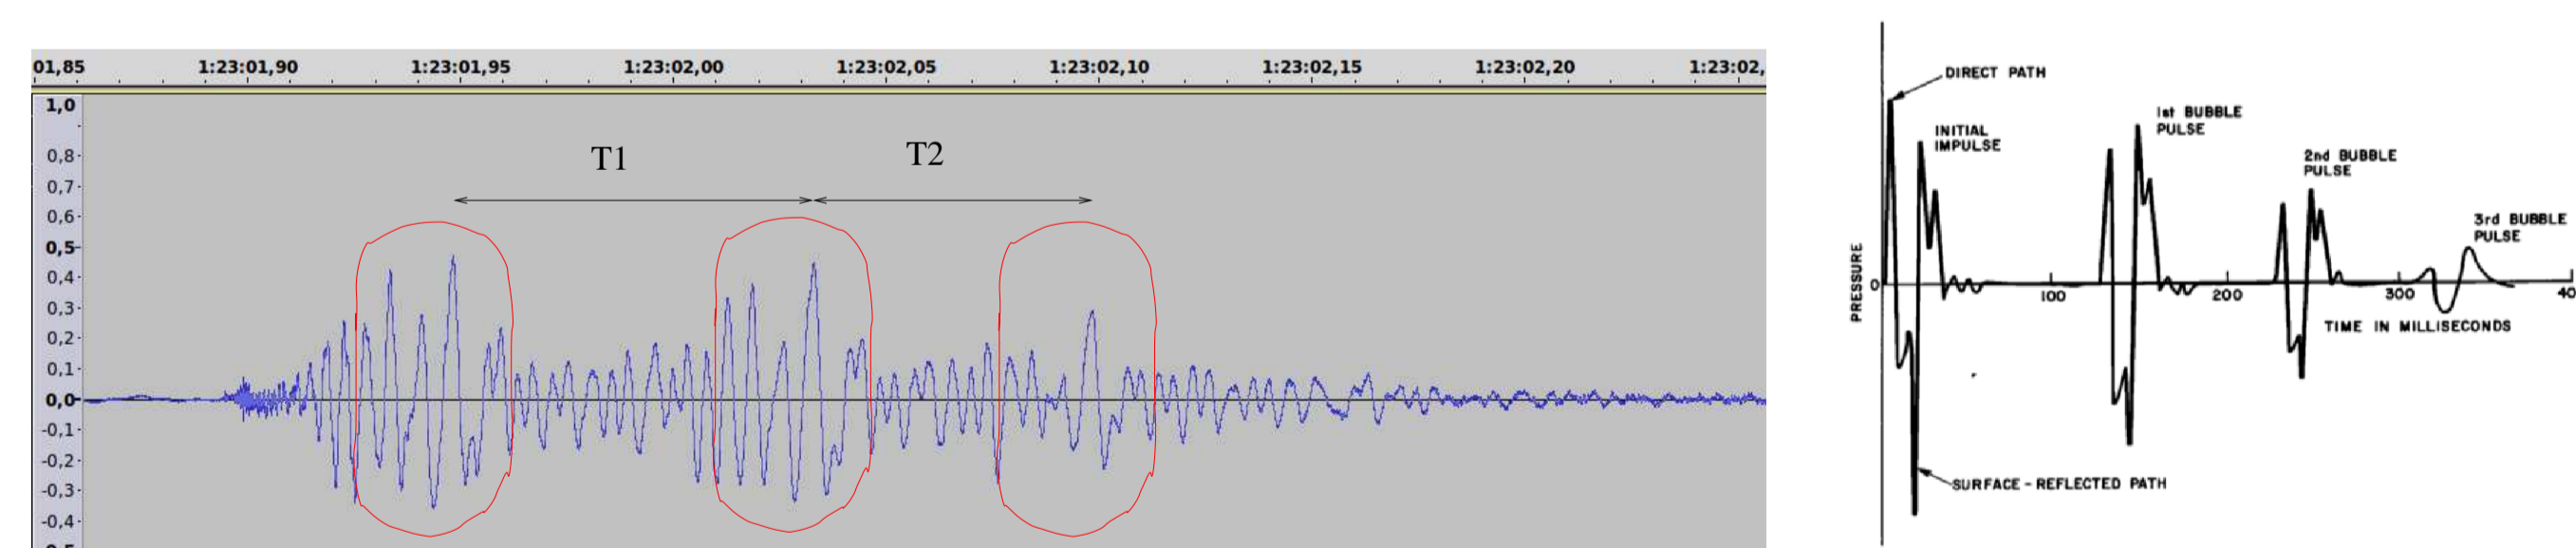 01,85 1:23:01,90 1:23:01,95 1:23:02,00 1:23:02,05 1:23:02,10 1:23:02,15 1:23:02,20 1:23:02,
1,0
0,8
0,7
0,6
0,5
0,4
0,3
0,2
0,1
0,0
-0,1
-0,2
-0,3
-0,4
T1
T2
DIRECT PATH
INITIAL
IMPULSE
1st BUBBLE
PULSE
2nd BUBBLE
PULSE
3rd BUBBLE
PULSE
PRESSURE
0
100 200 300 40
TIME IN MILLISECONDS
SURFACE-REFLECTED PATH